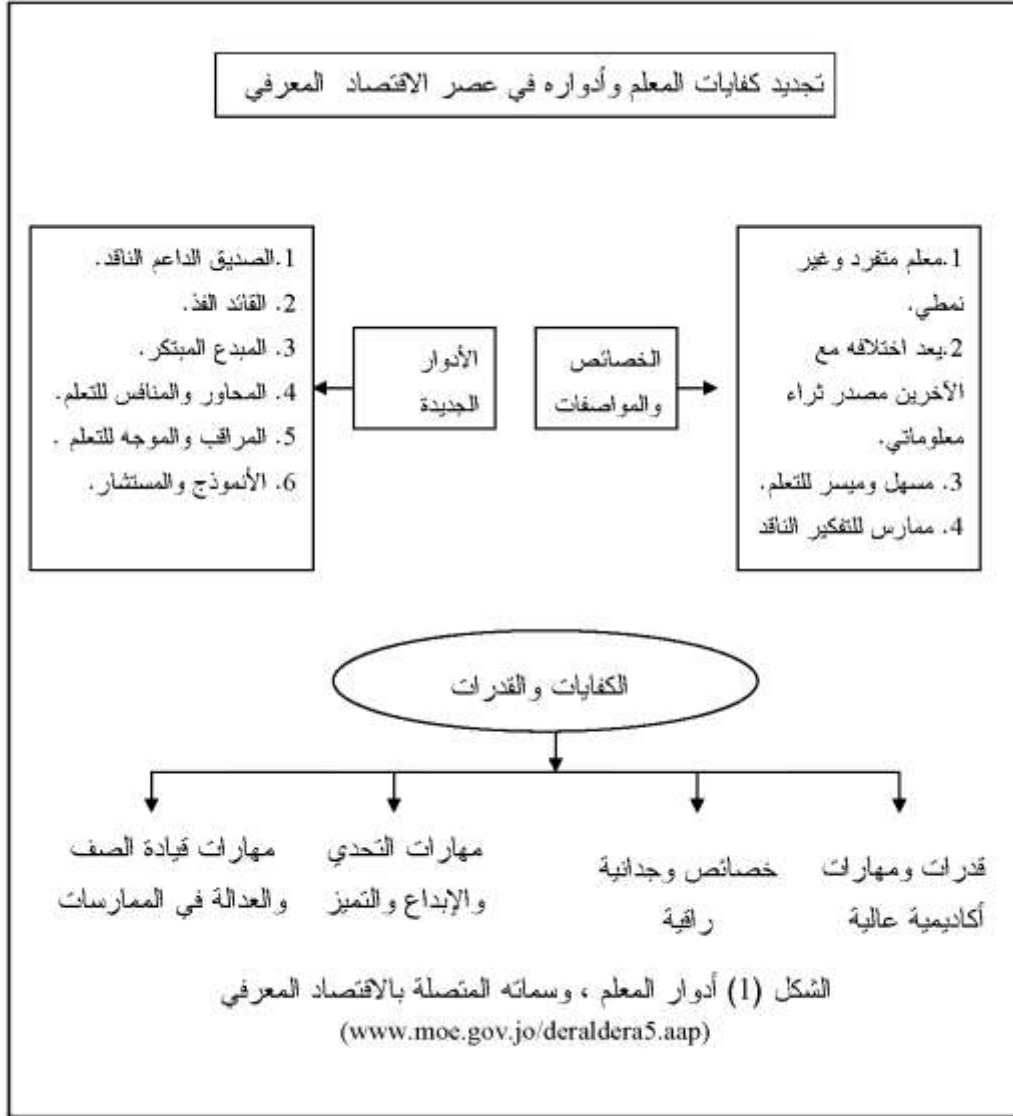 تجديد كفايات المعلم وأدواره في عصر الاقتصاد المعرفي
1.معلم متفرد وغير
نمطي.
2.يعد اختلافه مع
الآخرين مصدر ثراء
معلوماتي.
3. مسهل وميسر للتعلم.
4. ممارس للتفكير الناقد
الخصائص
والمواصفات
الأدوار
الجديدة
1.الصديق الداعم الناقد.
2. القائد الفذ.
3. المبدع المبتكر.
4. المحاور والمنافس للتعلم.
5. المراقب والموجه للتعلم .
6. الأنموذج والمستشار.
الكفايات والقدرات
قدرات ومهارات
أكاديمية عالية
خصائص وجدانية
راقية
مهارات التحدي
والإبداع والتميز
مهارات قيادة الصف
والعدالة في الممارسات
الشكل (1) أدوار المعلم ، وسماته المتصلة بالاقتصاد المعرفي
(www.moe.gov.jo/deraldera5.aap)